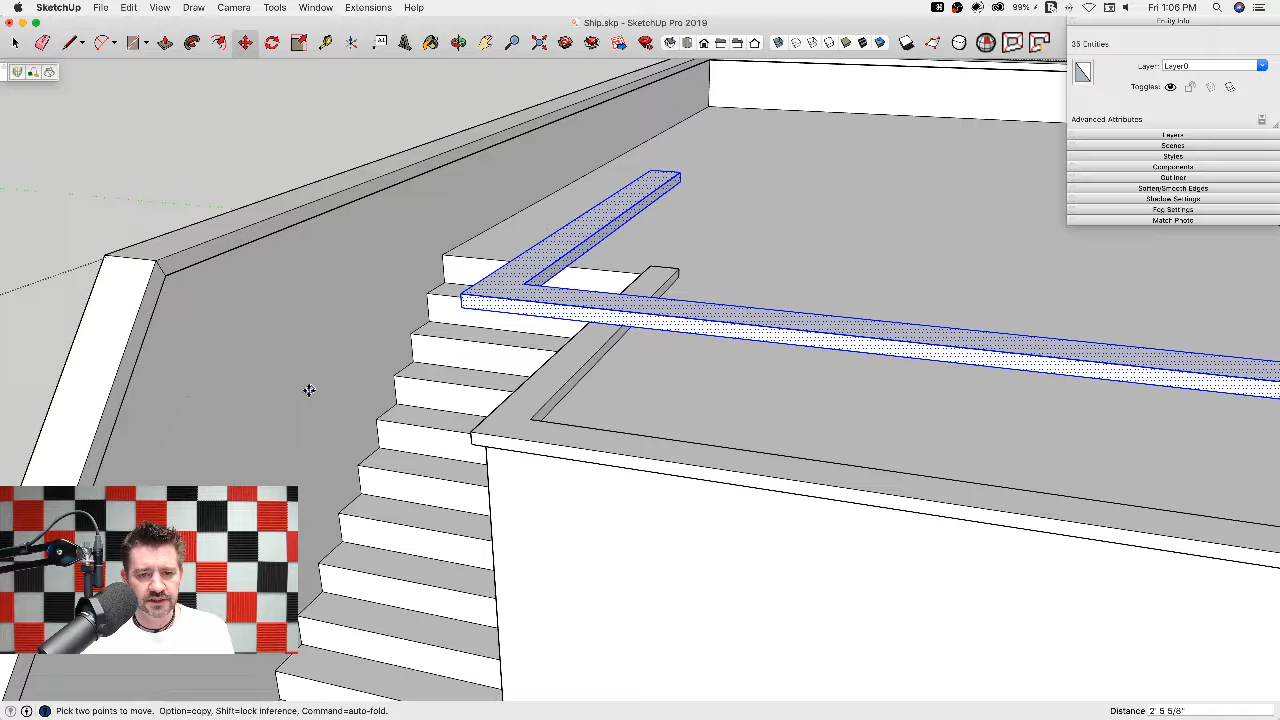 SketchUp File Edit View Draw Camera Tools Window Extensions Help
99% Fri 1:06 PM
Ship.skp - SketchUp Pro 2019
Entity Info
35 Entities
Layer: Layer0
Toggles:
Advanced Attributes
Layers
Scenes
Styles
Components
Outliner
Soften/Smooth Edges
Shadow Settings
Fog Settings
Match Photo
Pick two points to move. Option=copy, Shift=lock inference, Command=auto-fold.
Distance 2' 5 5/8"